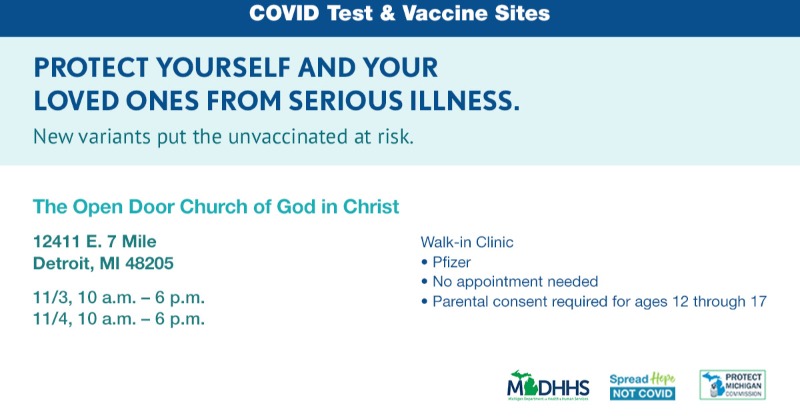 COVID Test & Vaccine Sites
PROTECT YOURSELF AND YOUR
LOVED ONES FROM SERIOUS ILLNESS.
New variants put the unvaccinated at risk.
The Open Door Church of God in Christ
12411 E. 7 Mile
Detroit, MI 48205
11/3, 10 a.m. – 6 p.m.
11/4, 10 a.m. – 6 p.m.
Walk-in Clinic
• Pfizer
• No appointment needed
• Parental consent required for ages 12 through 17
MDHHS
Michigan Department of Health & Human Services
Spread Hope
NOT COVID
PROTECT
MICHIGAN
COMMISSION